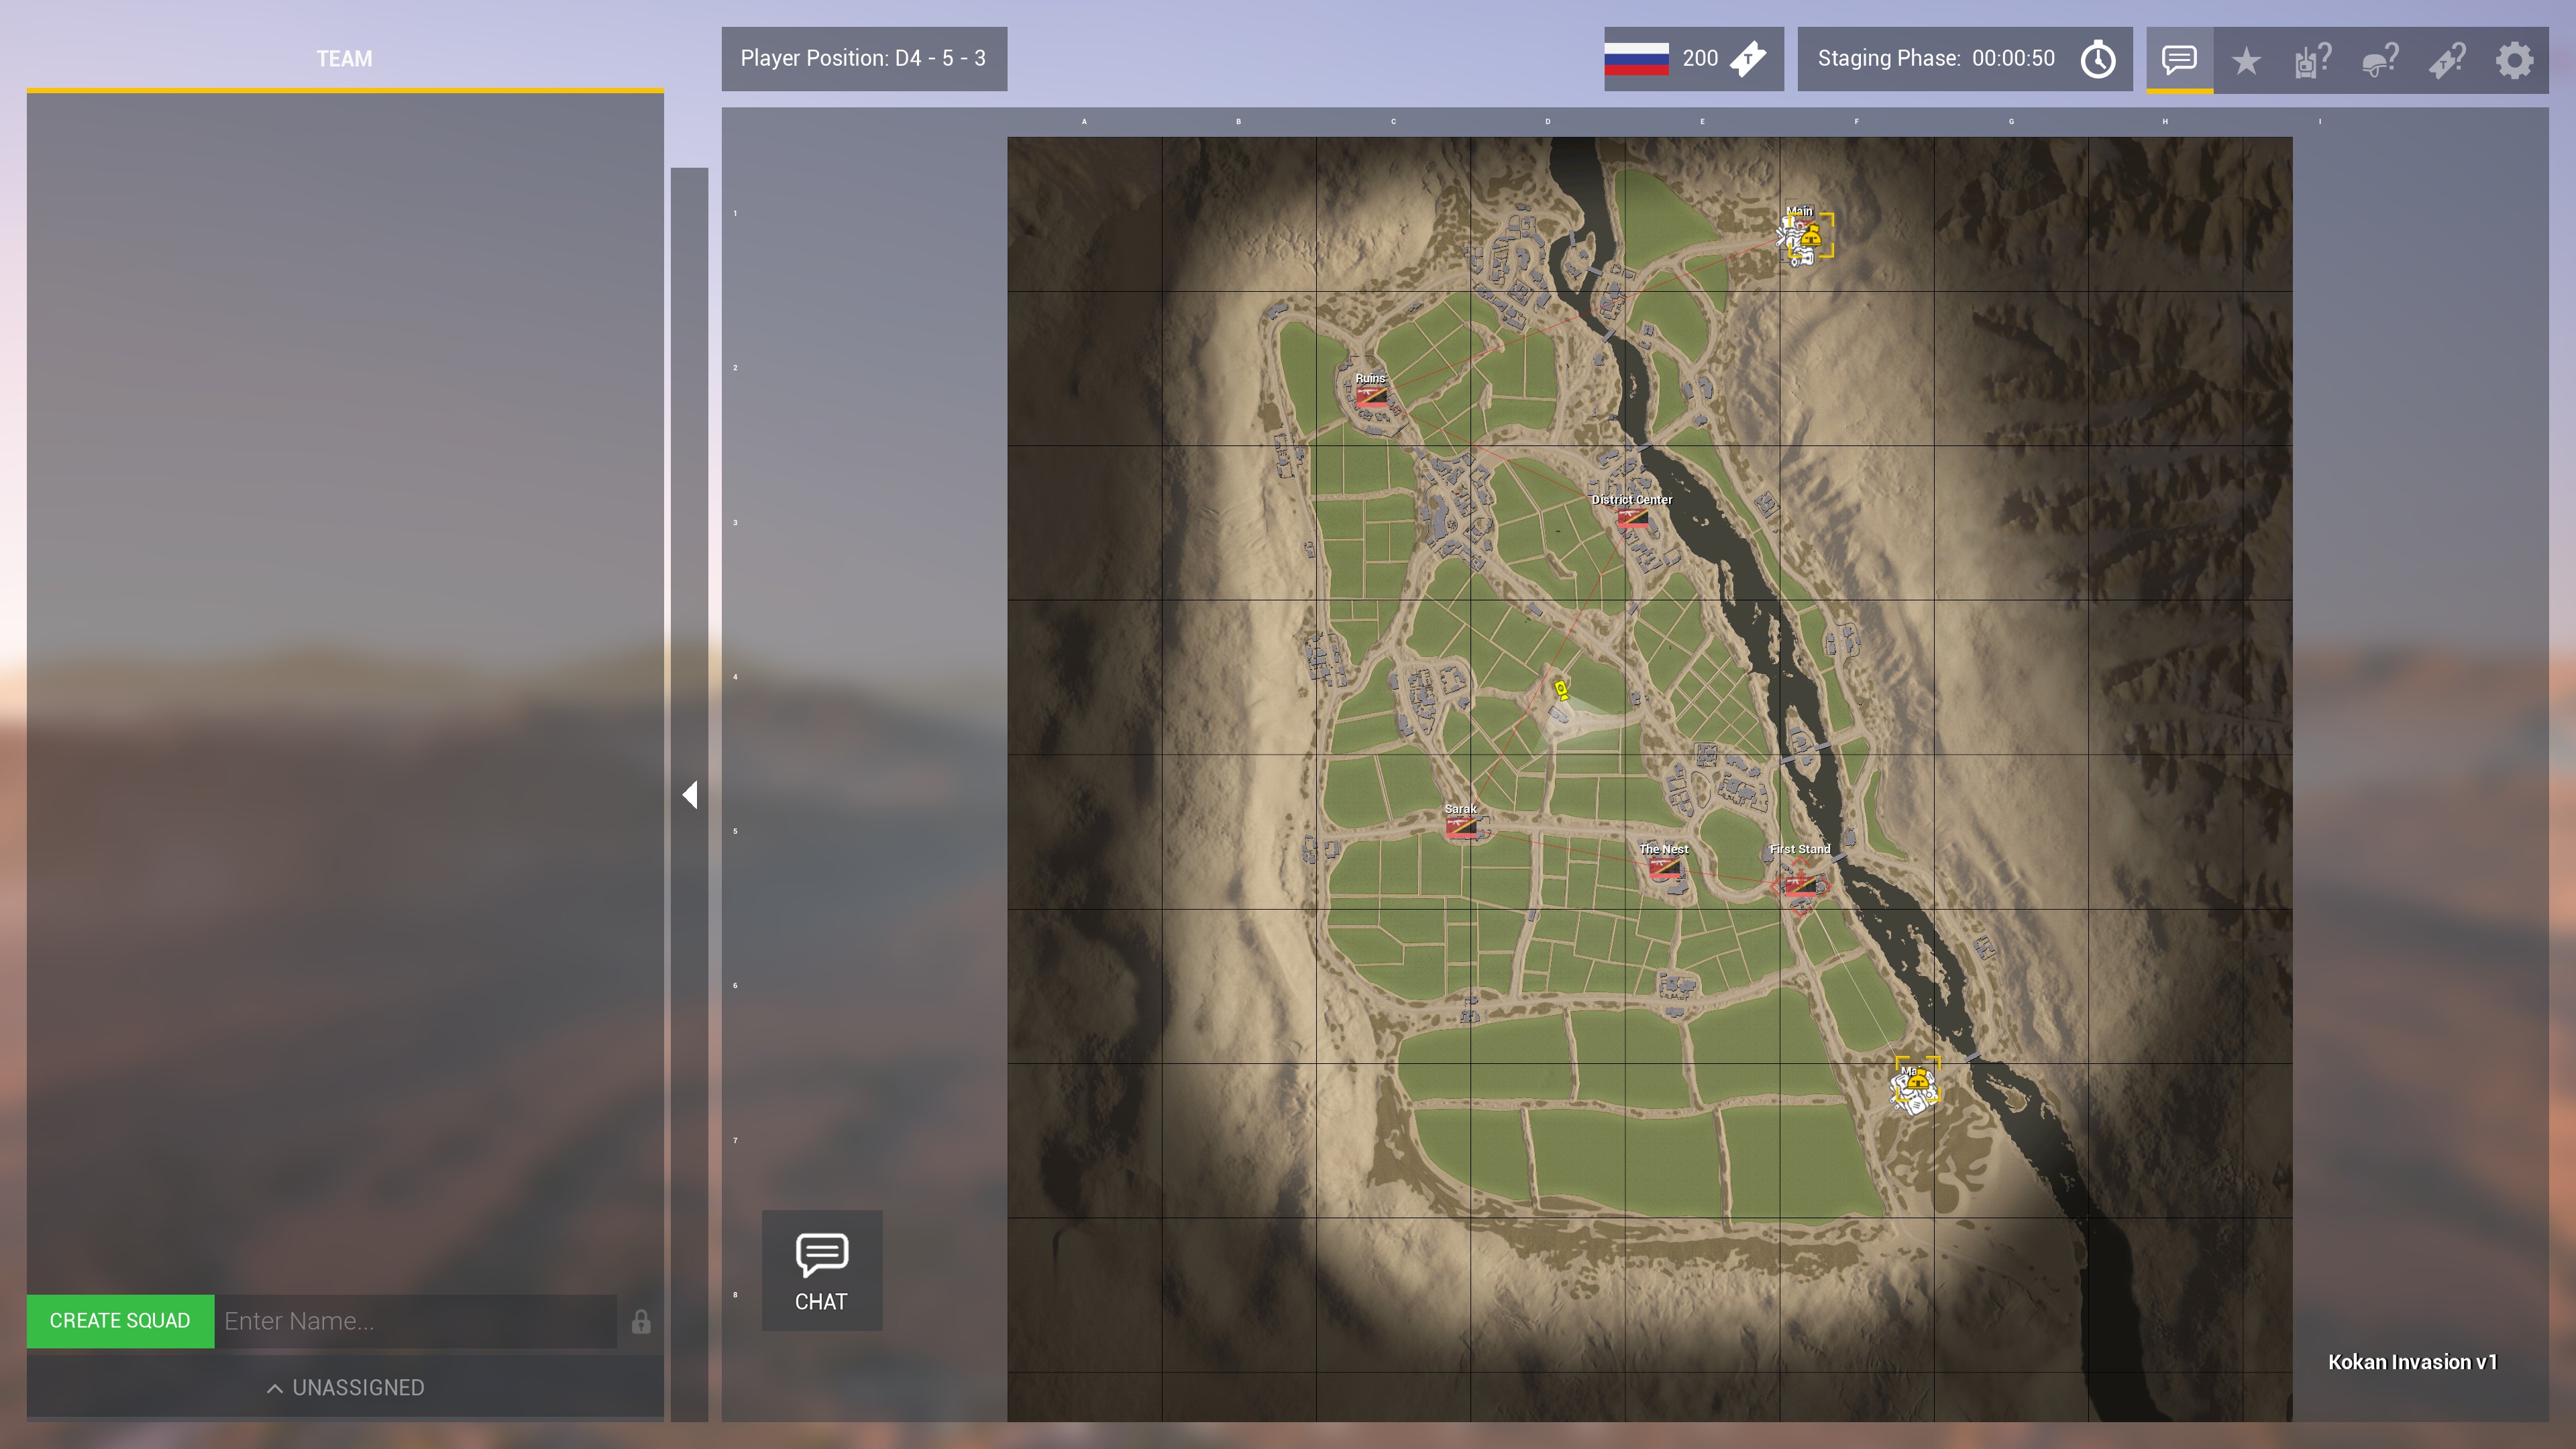 TEAM
Player Position: D4 - 5 - 3
200
T
Staging Phase: 00:00:50
A B C D E F G H I
1
2
3
4
5
6
7
8
Main
Ruins
District Center
Sarak
The Nest
First Stand
CHAT
CREATE SQUAD
Enter Name...
UNASSIGNED
Kokan Invasion v1